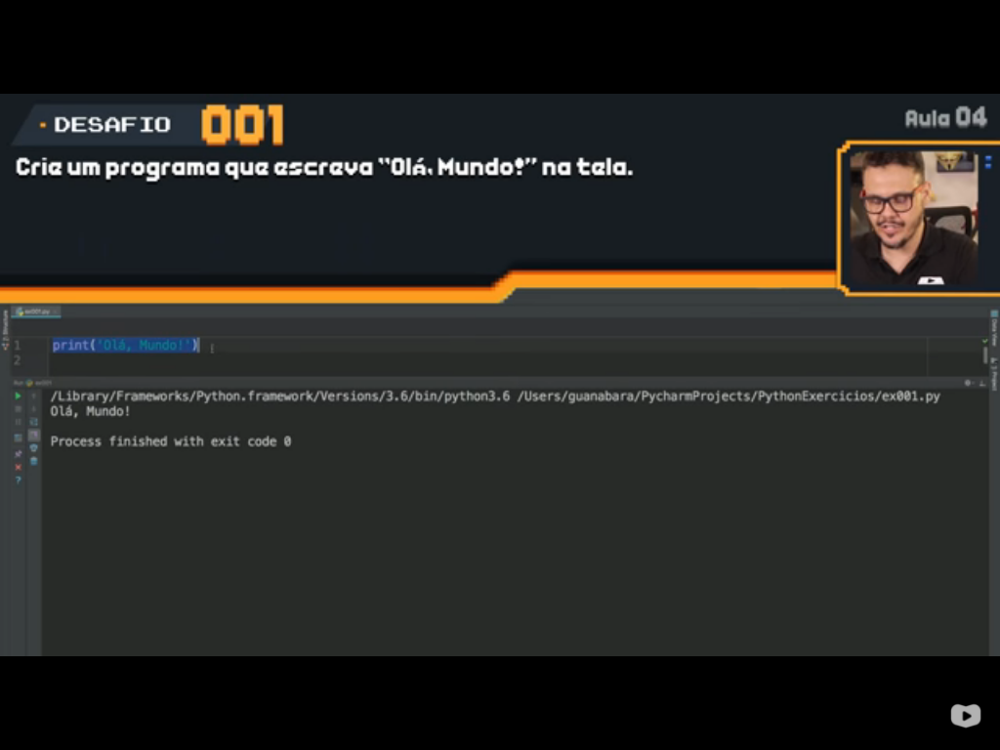 DESAFIO 001
Aula 04
Crie um programa que escreva “Olá, Mundo!” na tela.
ex001.py
1 print('Olá, Mundo!')
2
/Library/Frameworks/Python.framework/Versions/3.6/bin/python3.6 /Users/guanabara/PycharmProjects/PythonExercicios/ex001.py
Olá, Mundo!
Process finished with exit code 0